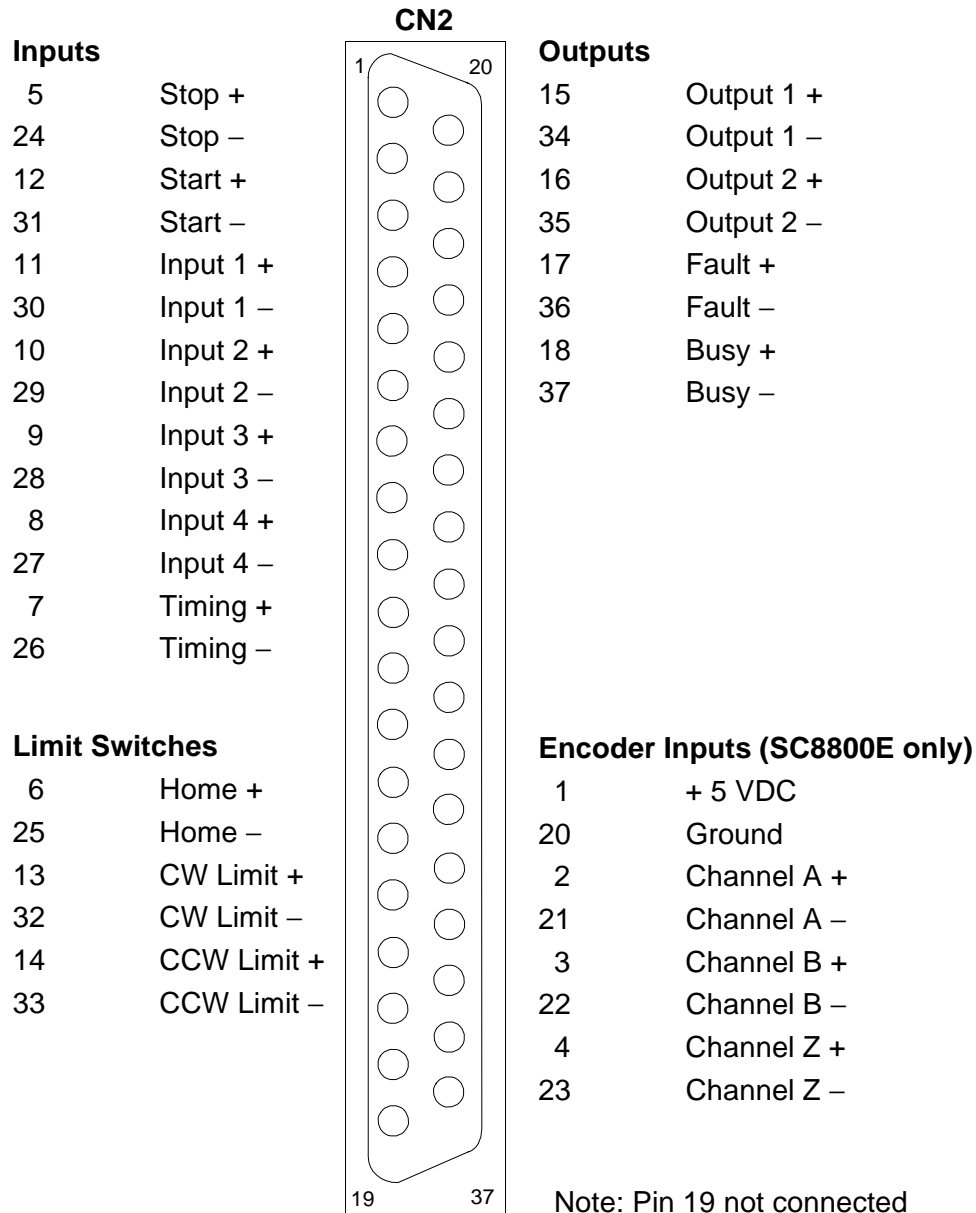 CN2
Inputs
5 Stop +
24 Stop –
12 Start +
31 Start –
11 Input 1 +
30 Input 1 –
10 Input 2 +
29 Input 2 –
9 Input 3 +
28 Input 3 –
8 Input 4 +
27 Input 4 –
7 Timing +
26 Timing –
Limit Switches
6 Home +
25 Home –
13 CW Limit +
32 CW Limit –
14 CCW Limit +
33 CCW Limit –
1 20
19 37
Outputs
15 Output 1 +
34 Output 1 –
16 Output 2 +
35 Output 2 –
17 Fault +
36 Fault –
18 Busy +
37 Busy –
Encoder Inputs (SC8800E only)
1 + 5 VDC
20 Ground
2 Channel A +
21 Channel A –
3 Channel B +
22 Channel B –
4 Channel Z +
23 Channel Z –
Note: Pin 19 not connected